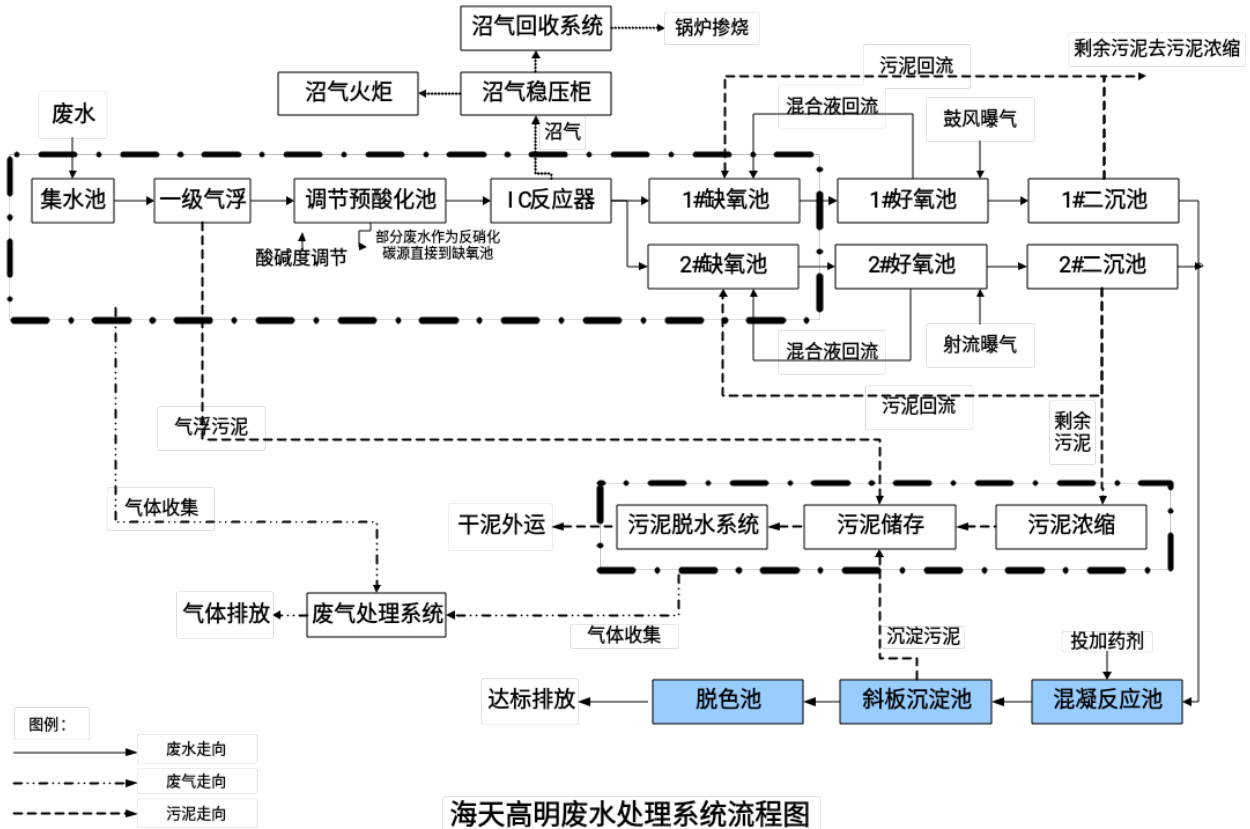 沼气回收系统
锅炉掺烧
剩余污泥去污泥浓缩
污泥回流
沼气火炬
沼气稳压柜
混合液回流
鼓风曝气
废水
沼气
集水池
一级气浮
调节预酸化池
IC反应器
1#缺氧池
1#好氧池
1#二沉池
酸碱度调节
部分废水作为反硝化
碳源直接到缺氧池
2#缺氧池
2#好氧池
2#二沉池
混合液回流
射流曝气
污泥回流
气浮污泥
剩余
污泥
气体收集
干泥外运
污泥脱水系统
污泥储存
污泥浓缩
气体排放
废气处理系统
气体收集
沉淀污泥
投加药剂
达标排放
脱色池
斜板沉淀池
混凝反应池
图例：
废水走向
废气走向
污泥走向
海天高明废水处理系统流程图